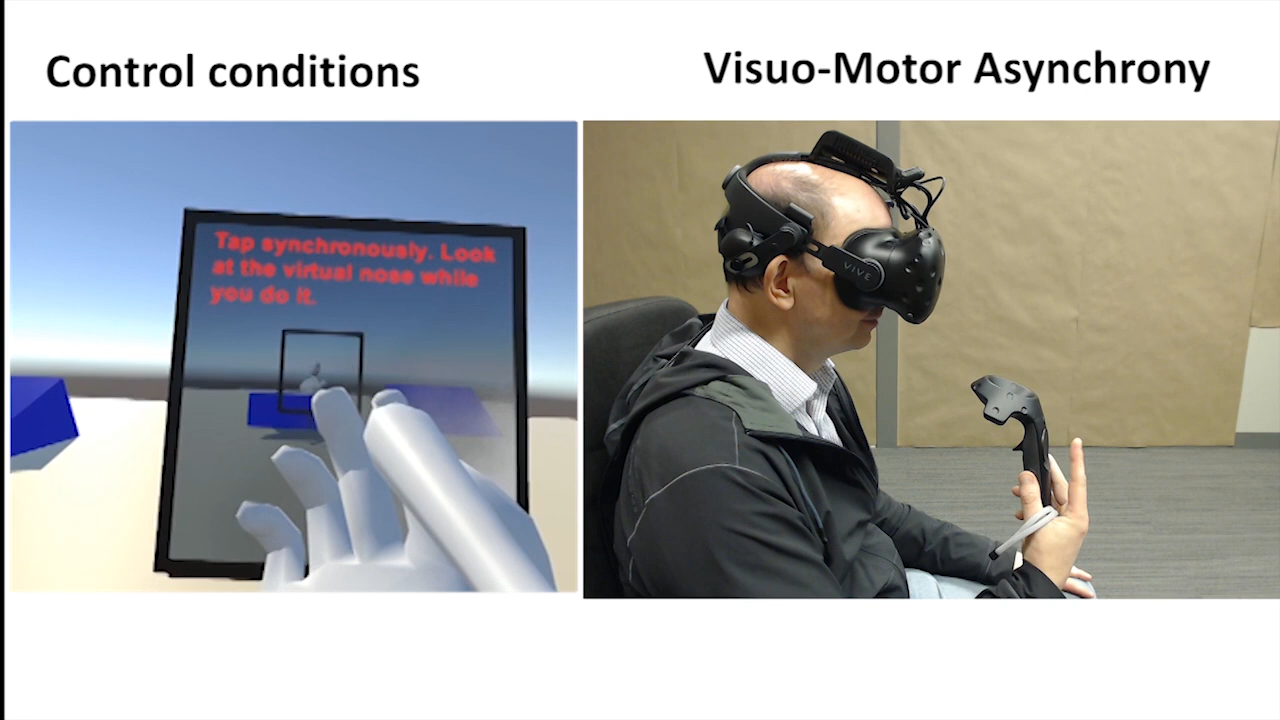 Control conditions
Visuo-Motor Asynchrony
Tap synchronously. Look
at the virtual nose while
you do it.
VIVE